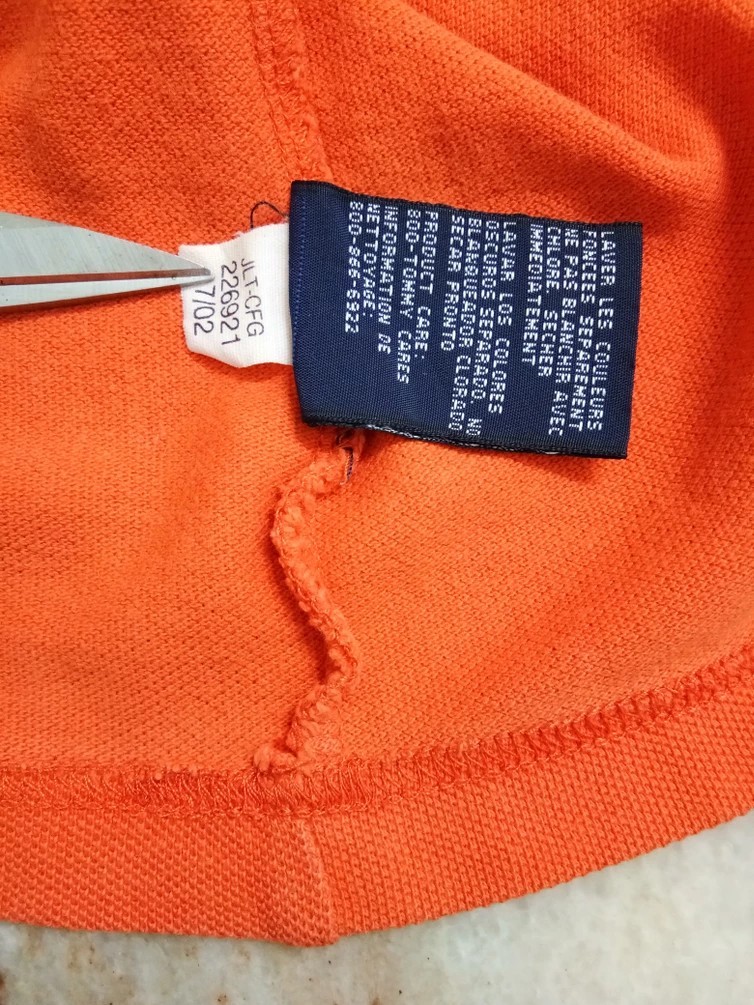 JLT-CFG
226921
7/02
LAVER LES COULEURS
FONCEES SEPAREMENT
NE PAS BLANCHIR AVEC
CHLORE. SECHER
IMMEDIATEMENT
LAVAR LOS COLORES
OSCUROS SEPARADO. NO
BLANQUEADOR CLORADO
SECAR PRONTO
PRODUCT CARE:
800-TOMMY CARES
INFORMATION DE
NETTOYAGE:
800-866-6922